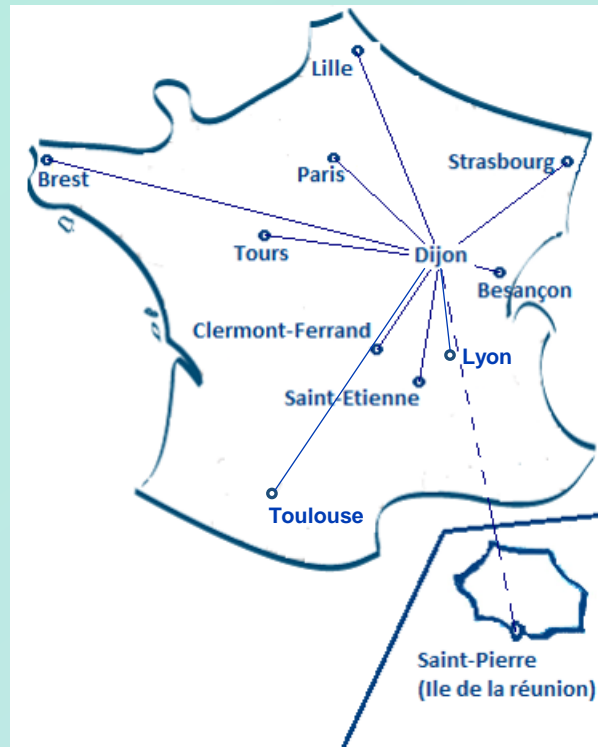 Lille
Paris
Strasbourg
Brest
Tours
Dijon
Besançon
Clermont-Ferrand
Lyon
Saint-Etienne
Toulouse
Saint-Pierre
(Ile de la réunion)